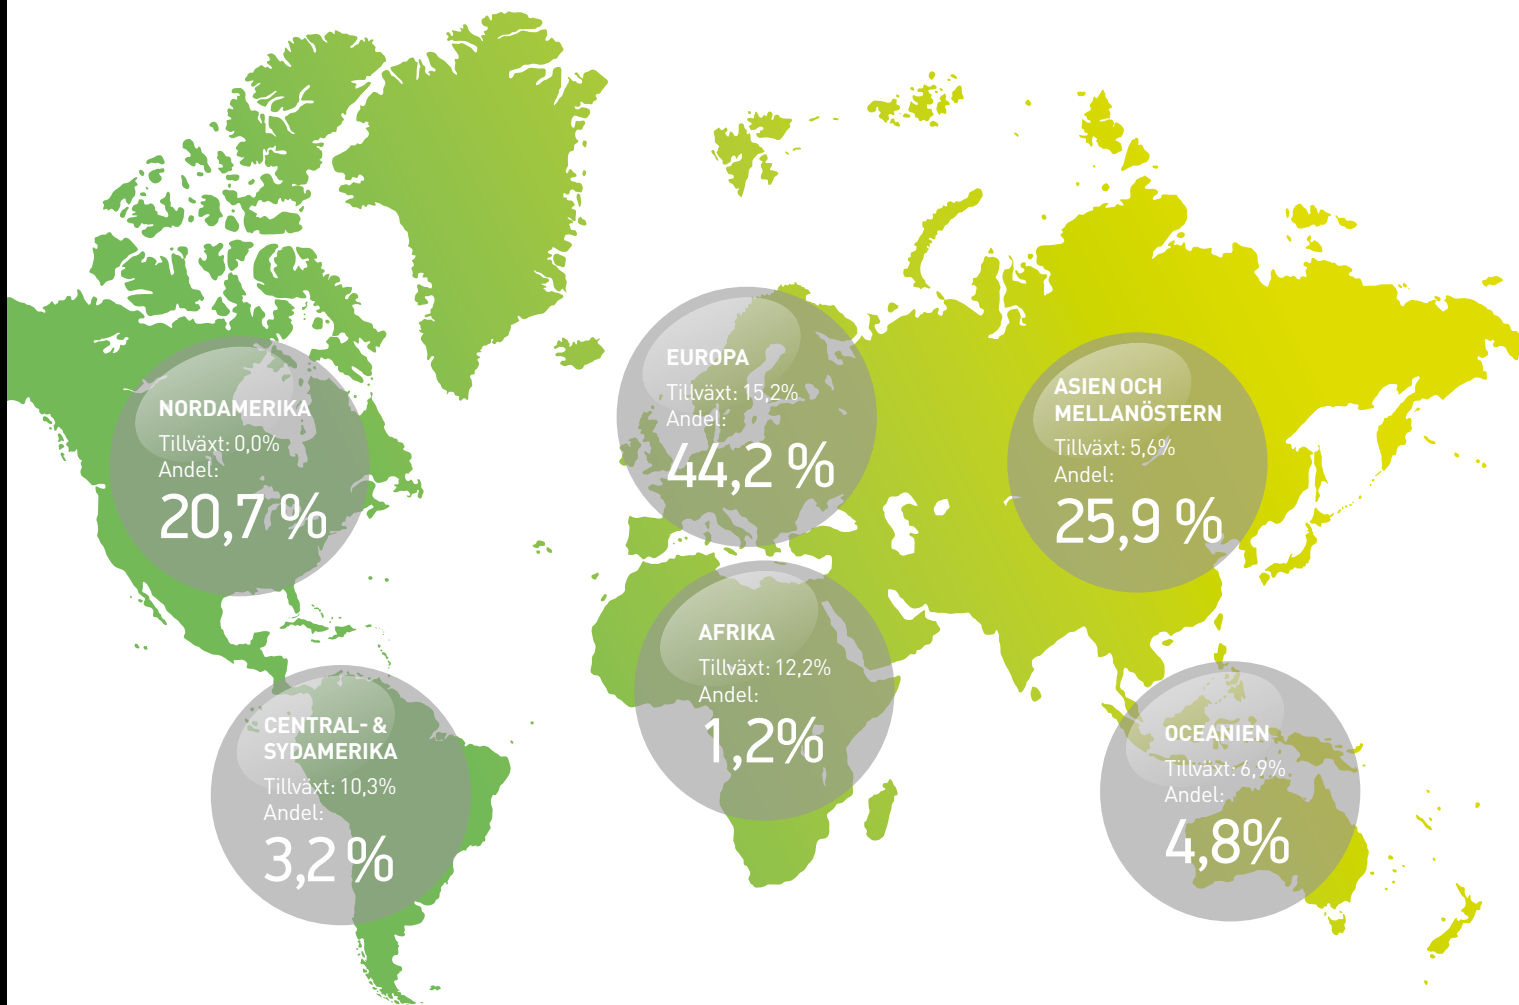 NORDAMERIKA
Tillväxt: 0,0%
Andel:
20,7 %
EUROPA
Tillväxt: 15,2%
Andel:
44,2 %
ASIEN OCH
MELLANÖSTERN
Tillväxt: 5,6%
Andel:
25,9 %
CENTRAL- &
SYDAMERIKA
Tillväxt: 10,3%
Andel:
3,2 %
AFRIKA
Tillväxt: 12,2%
Andel:
1,2%
OCEANIEN
Tillväxt: 6,9%
Andel:
4,8%